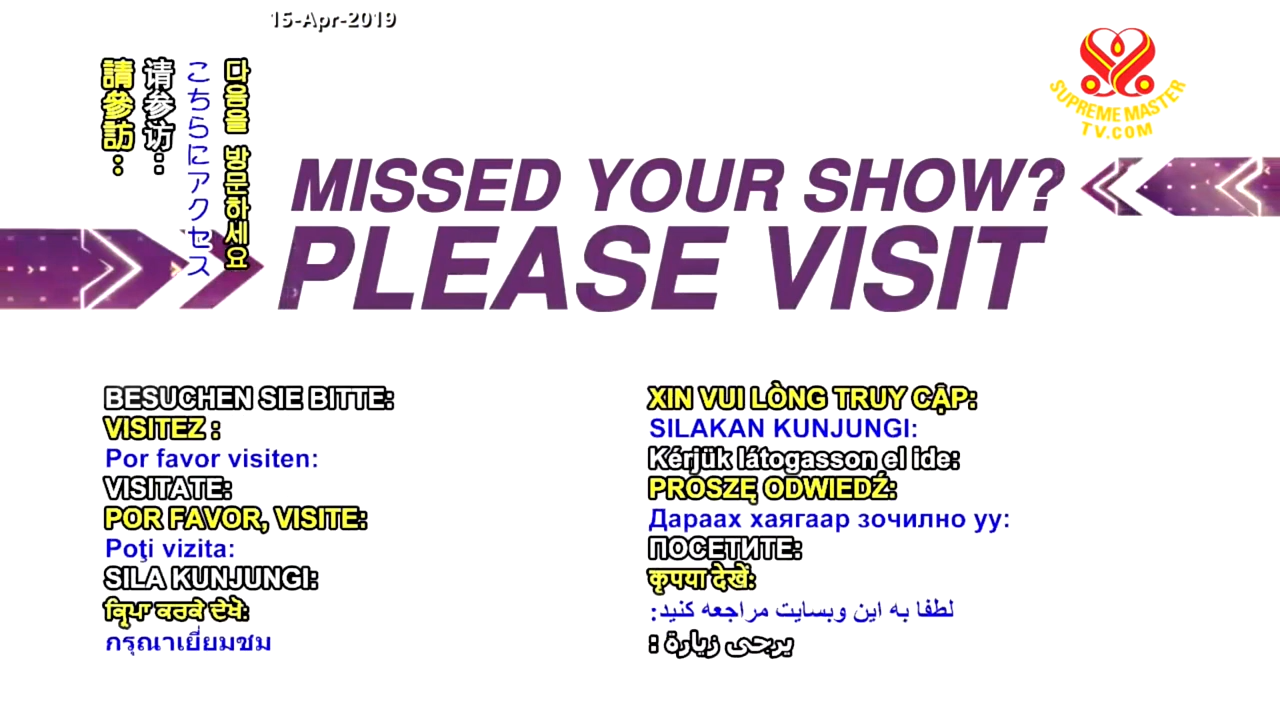 15-Apr-2019
SUPREME MASTER
TV.COM
請參訪：
请参访：
こちらにアクセス
다음을 방문하세요
MISSED YOUR SHOW?
PLEASE VISIT
BESUCHEN SIE BITTE:
VISITEZ :
Por favor visiten:
VISITATE:
POR FAVOR, VISITE:
Poţi vizita:
SILA KUNJUNGI:
ਕ੍ਰਿਪਾ ਕਰਕੇ ਦੇਖੋ:
กรุณาเยี่ยมชม
XIN VUI LÒNG TRUY CẬP:
SILAKAN KUNJUNGI:
Kérjük látogasson el ide:
PROSZĘ ODWIEDŹ:
Дараах хаягаар зочилно уу:
ПОСЕТИТЕ:
कृपया देखें:
لطفا به این وبسایت مراجعه کنید:
يرجى زيارة :